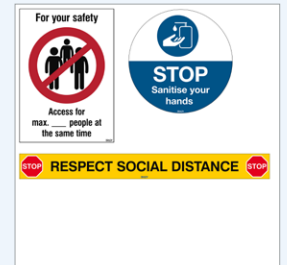 For your safety
Access for
max. ___ people at
the same time
STOP
Sanitise your
hands
STOP RESPECT SOCIAL DISTANCE STOP